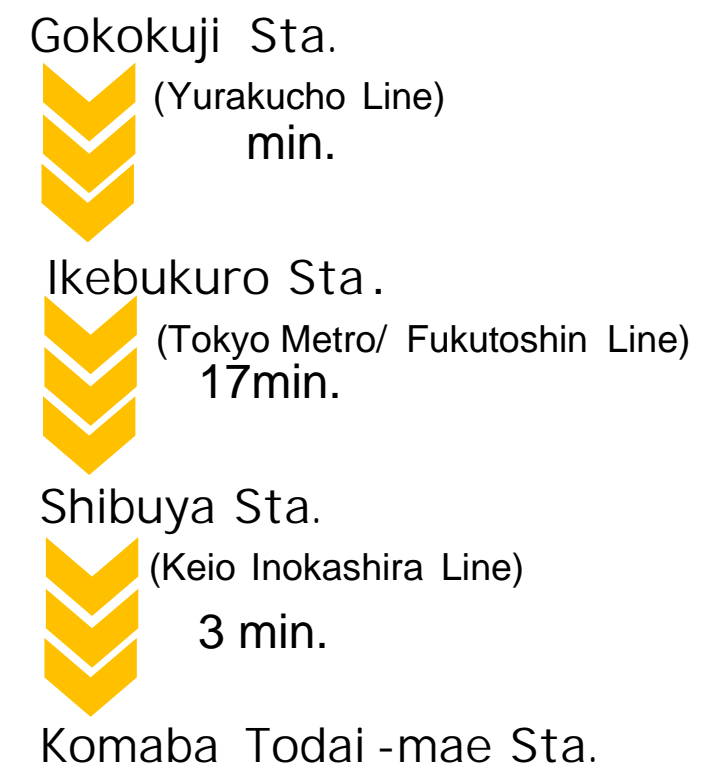 Gokokuji Sta.
(Yurakucho Line)
min.
Ikebukuro Sta.
(Tokyo Metro/ Fukutoshin Line)
17min.
Shibuya Sta.
(Keio Inokashira Line)
3 min.
Komaba Todai-mae Sta.